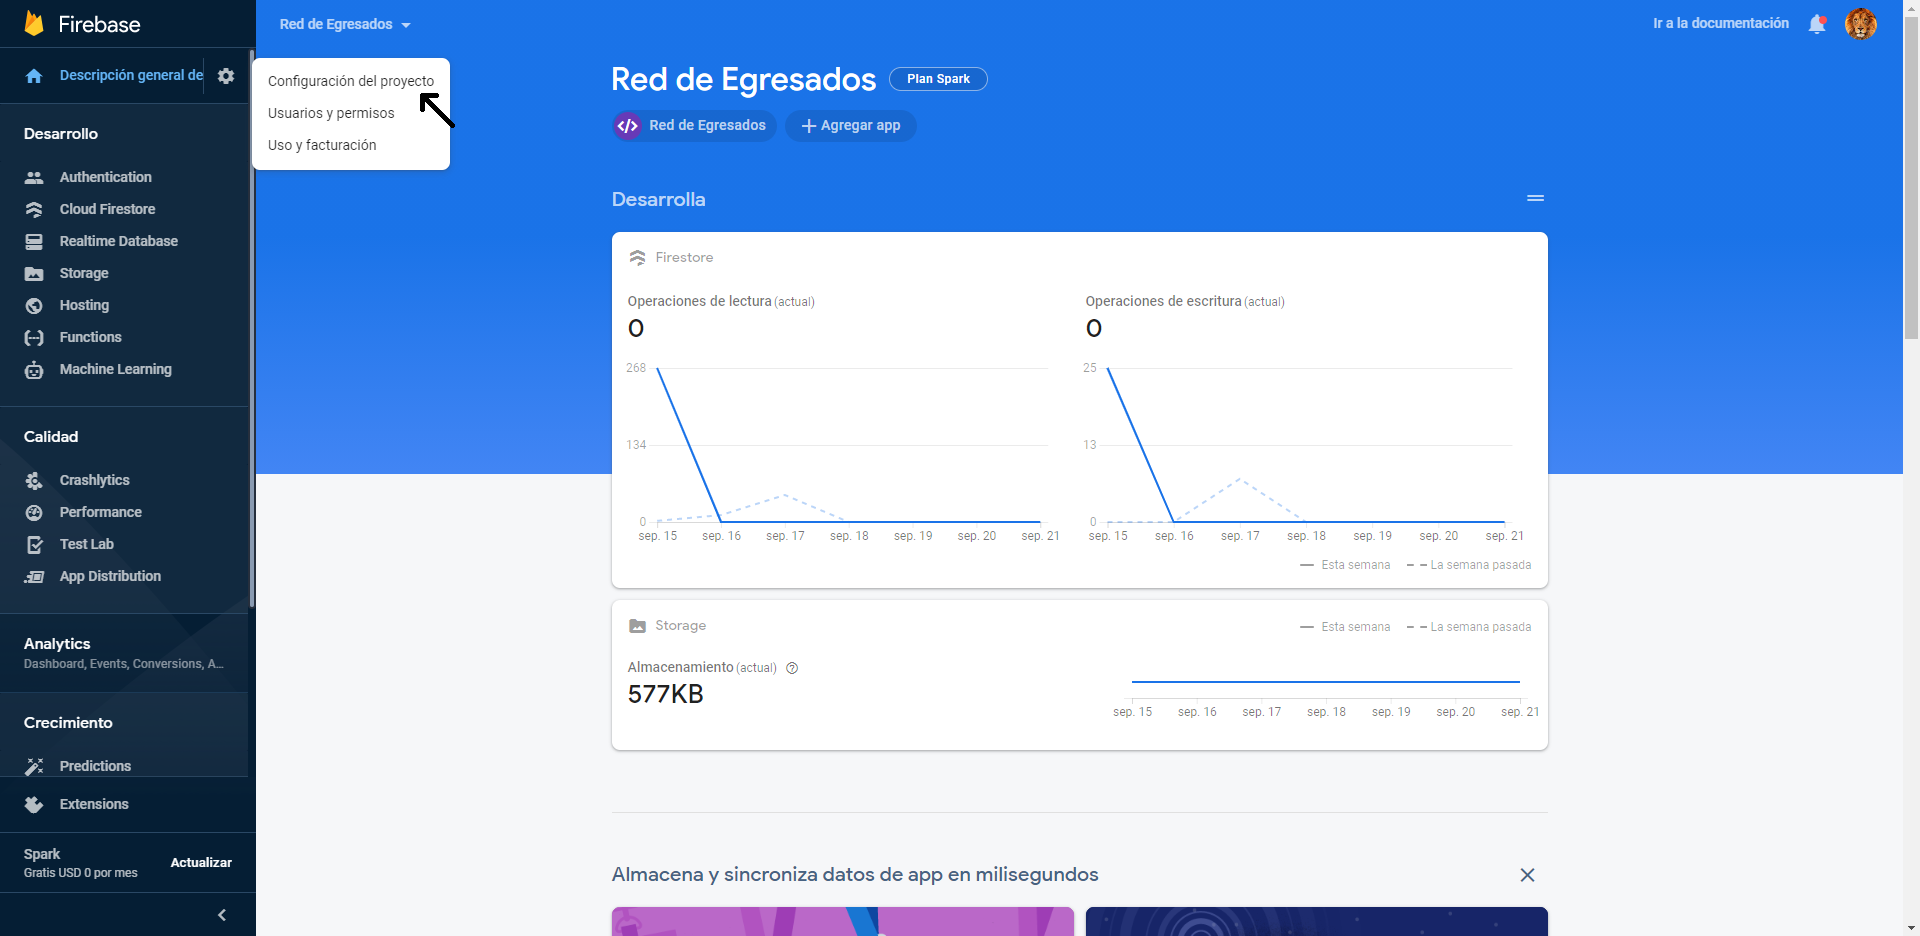 Firebase
Red de Egresados
Ir a la documentación
Descripción general de
Configuración del proyecto
Usuarios y permisos
Uso y facturación
Desarrollo
Authentication
Cloud Firestore
Realtime Database
Storage
Hosting
Functions
Machine Learning
Calidad
Crashlytics
Performance
Test Lab
App Distribution
Analytics
Dashboard, Events, Conversions, A...
Crecimiento
Predictions
Extensions
Spark
Gratis USD 0 por mes
Actualizar
Red de Egresados Plan Spark
Red de Egresados + Agregar app
Desarrolla
Firestore
Operaciones de lectura (actual)
0
268
134
0
sep. 15 sep. 16 sep. 17 sep. 18 sep. 19 sep. 20 sep. 21
Operaciones de escritura (actual)
0
25
13
0
sep. 15 sep. 16 sep. 17 sep. 18 sep. 19 sep. 20 sep. 21
Esta semana La semana pasada
Storage
Esta semana La semana pasada
Almacenamiento (actual)
577KB
sep. 15 sep. 16 sep. 17 sep. 18 sep. 19 sep. 20 sep. 21
Almacena y sincroniza datos de app en milisegundos